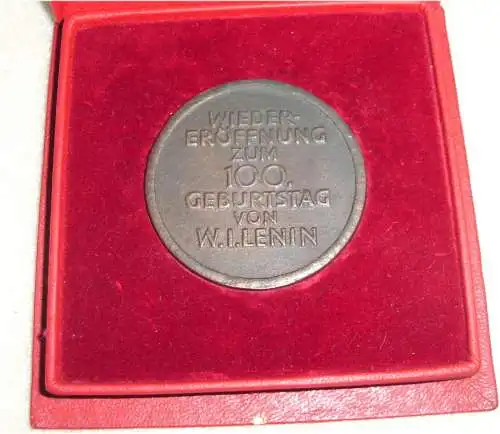 WIEDER-
ERÖFFNUNG
ZUM
100.
GEBURTSTAG
VON
W.I.LENIN